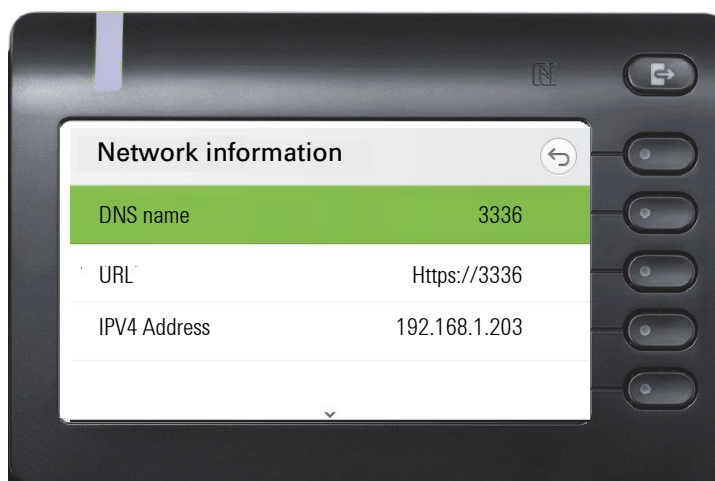 Network information
DNS name 3336
URL Https://3336
IPV4 Address 192.168.1.203